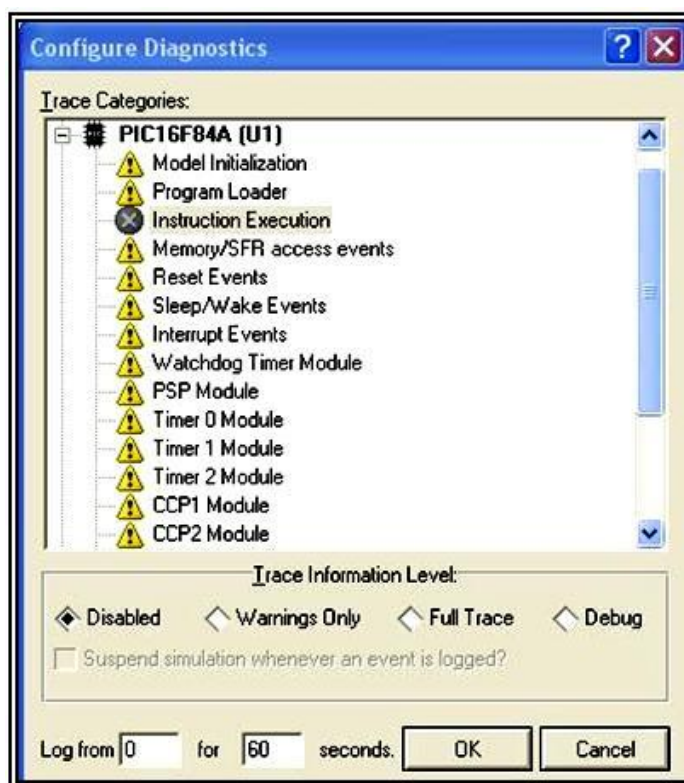 Configure Diagnostics
Trace Categories:
PIC16F84A (U1)
Model Initialization
Program Loader
Instruction Execution
Memory/SFR access events
Reset Events
Sleep/Wake Events
Interrupt Events
Watchdog Timer Module
PSP Module
Timer 0 Module
Timer 1 Module
Timer 2 Module
CCP1 Module
CCP2 Module
Trace Information Level:
Disabled Warnings Only Full Trace Debug
Suspend simulation whenever an event is logged?
Log from 0 for 60 seconds. OK Cancel